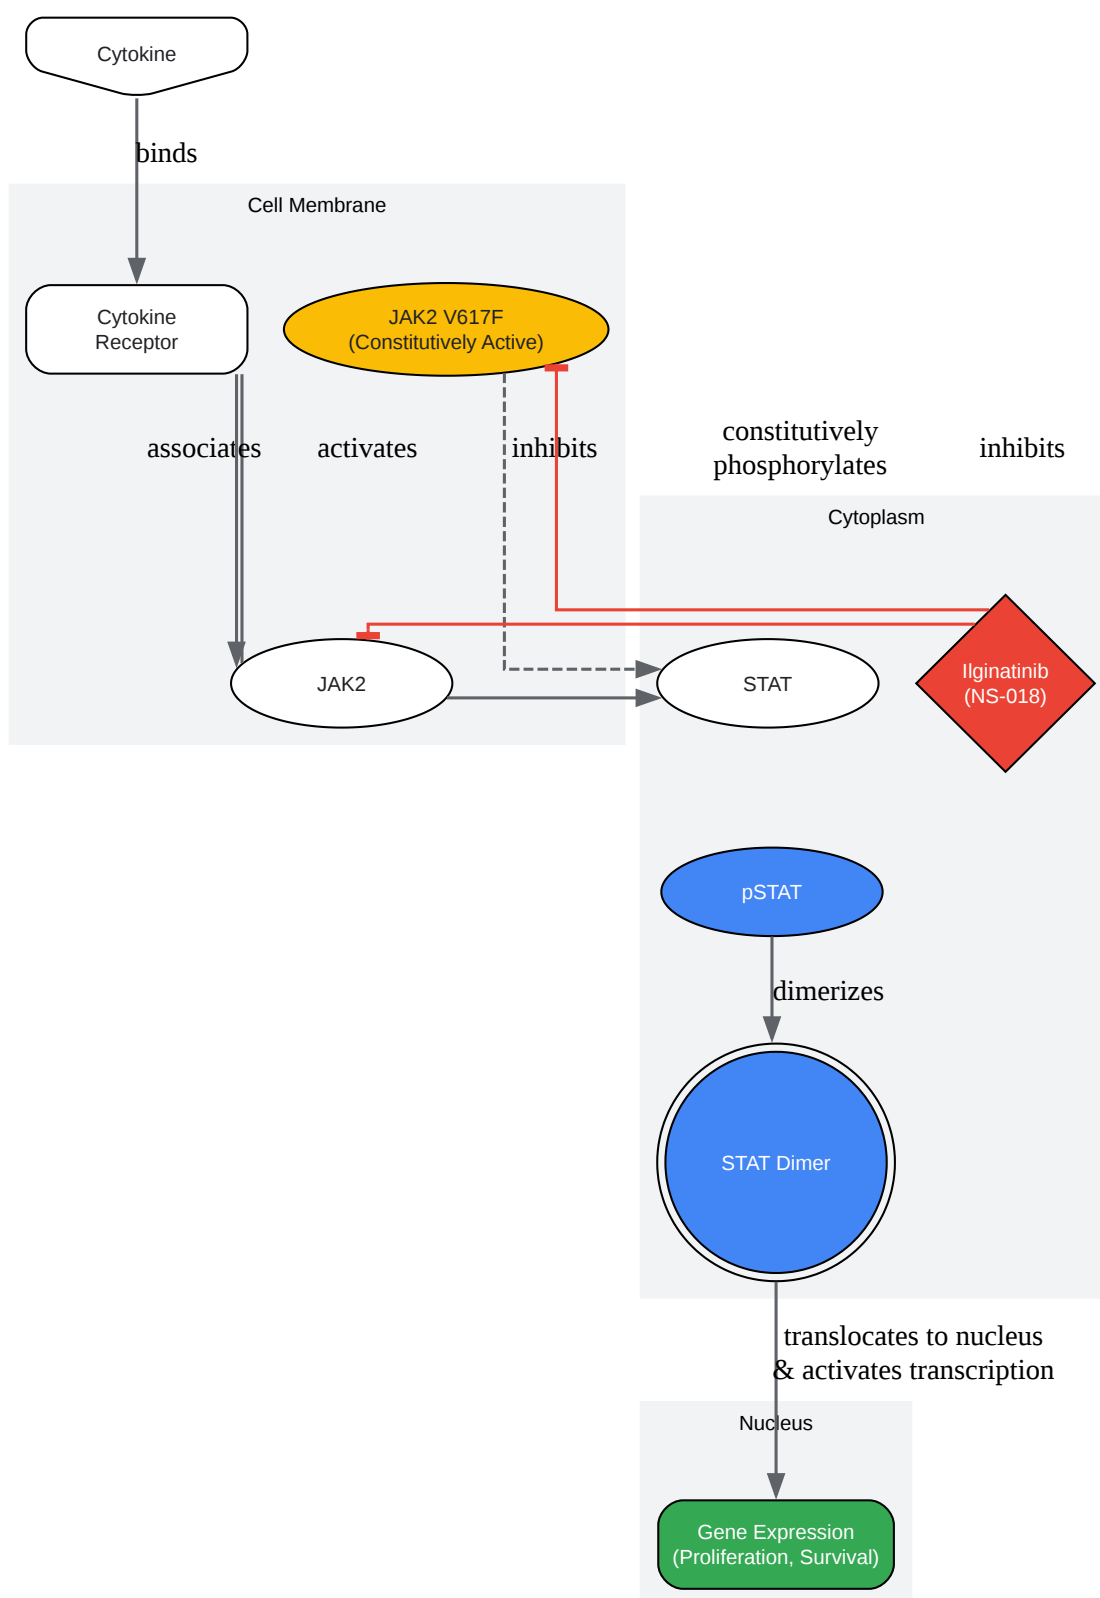 Cytokine
binds
Cell Membrane
Cytokine
Receptor
JAK2 V617F
(Constitutively Active)
associates
activates
inhibits
constitutively
phosphorylates
inhibits
Cytoplasm
JAK2
STAT
Ilginatinib
(NS-018)
pSTAT
dimerizes
STAT Dimer
translocates to nucleus
& activates transcription
Nucleus
Gene Expression
(Proliferation, Survival)